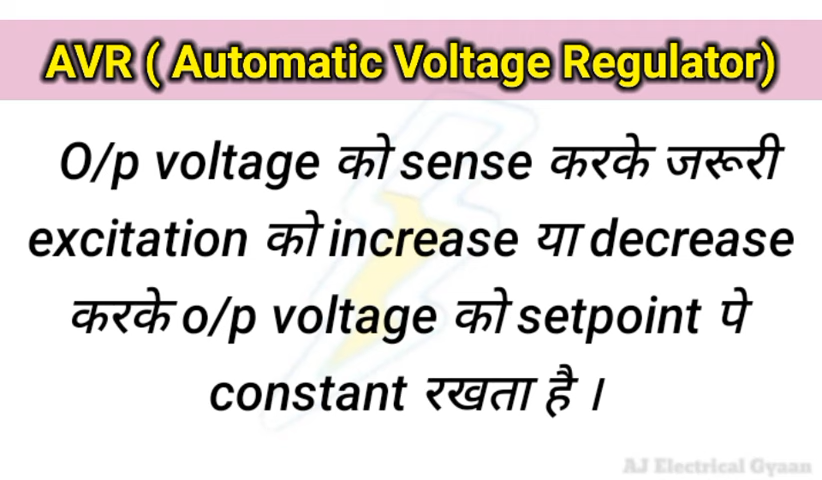 AVR ( Automatic Voltage Regulator)
O/p voltage को sense करके जरूरी
excitation को increase या decrease
करके o/p voltage को setpoint पे
constant रखता है ।
AJ Electrical Gyaan